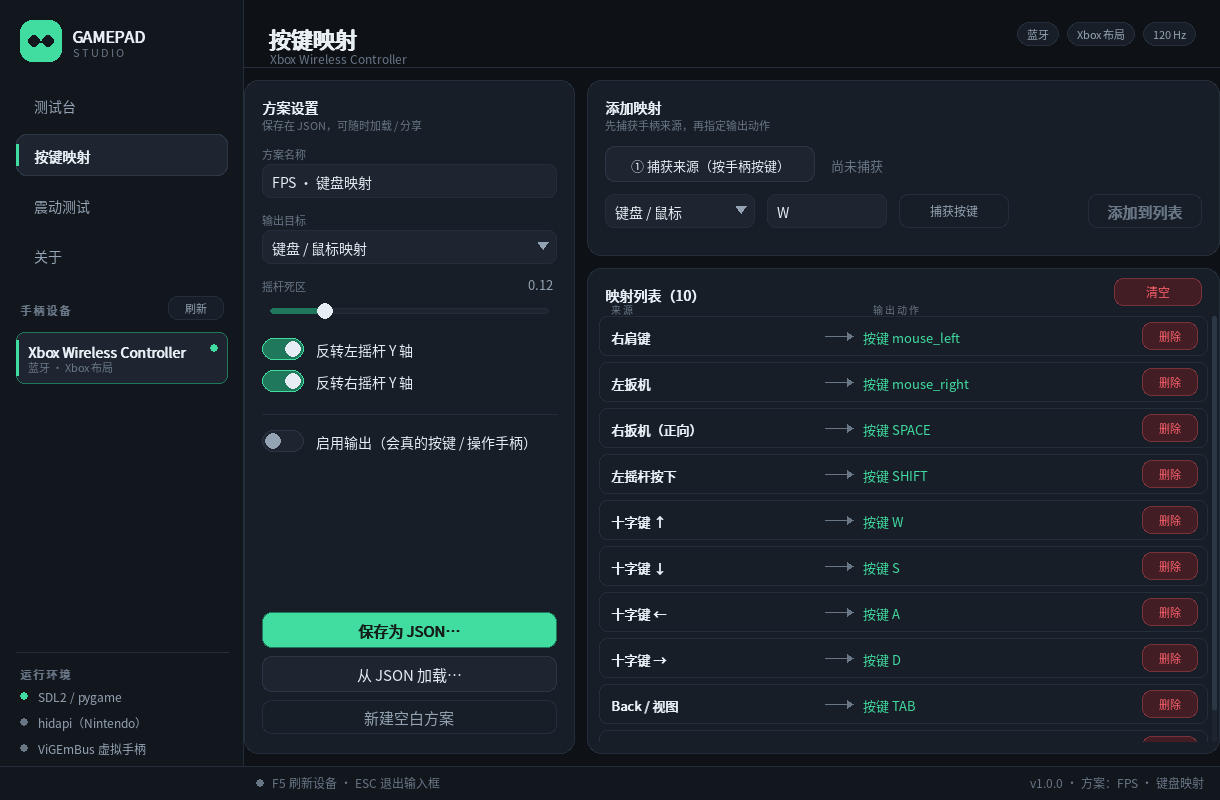 GAMEPAD
STUDIO
测试台
按键映射
震动测试
关于
手柄设备
刷新
Xbox Wireless Controller
蓝牙 · Xbox 布局
运行环境
SDL2 / pygame
hidapi（Nintendo）
ViGEmBus 虚拟手柄
按键映射
Xbox Wireless Controller
蓝牙
Xbox 布局
120 Hz
方案设置
保存在 JSON，可随时加载 / 分享
方案名称
FPS · 键盘映射
输出目标
键盘 / 鼠标映射
摇杆死区 0.12
反转左摇杆 Y 轴
反转右摇杆 Y 轴
启用输出（会真的按键 / 操作手柄）
保存为 JSON…
从 JSON 加载…
新建空白方案
添加映射
先捕获手柄来源，再指定输出动作
① 捕获来源（按手柄按键） 尚未捕获
键盘 / 鼠标 W 捕获按键 添加到列表
映射列表（10） 清空
来源 输出动作
右肩键 → 按键 mouse_left 删除
左扳机 → 按键 mouse_right 删除
右扳机（正向） → 按键 SPACE 删除
左摇杆按下 → 按键 SHIFT 删除
十字键 ↑ → 按键 W 删除
十字键 ↓ → 按键 S 删除
十字键 ← → 按键 A 删除
十字键 → → 按键 D 删除
Back / 视图 → 按键 TAB 删除
F5 刷新设备 · ESC 退出输入框
v1.0.0 · 方案：FPS · 键盘映射